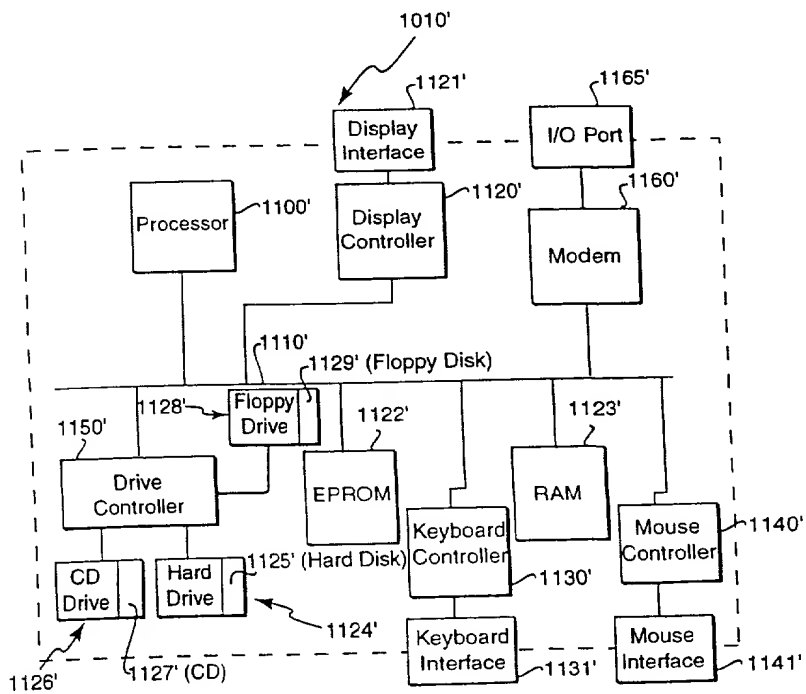 1010'
1121'
1165'
Display
Interface
I/O Port
1100'
1120'
1160'
Processor
Display
Controller
Modem
1110'
1129' (Floppy Disk)
1128'
Floppy
Drive
1150'
1122'
1123'
Drive
Controller
EPROM
RAM
Keyboard
Controller
Mouse
Controller
1140'
CD
Drive
Hard
Drive
1125' (Hard Disk)
1130'
1124'
1126'
1127' (CD)
Keyboard
Interface
1131'
Mouse
Interface
1141'